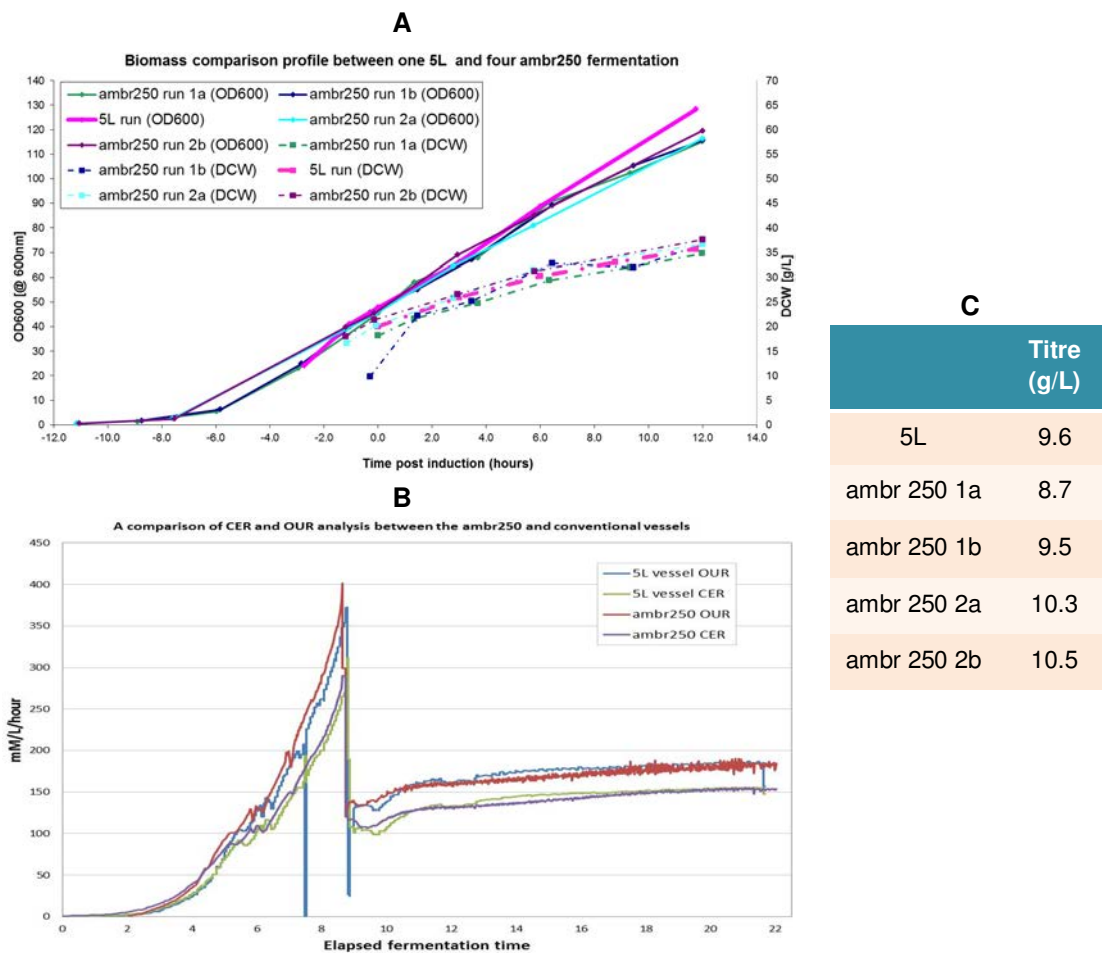 A
Biomass comparison profile between one 5L and four ambr250 fermentation
ambr250 run 1a (OD600)
ambr250 run 1b (OD600)
5L run (OD600)
ambr250 run 2a (OD600)
ambr250 run 2b (OD600)
ambr250 run 1a (DCW)
ambr250 run 1b (DCW)
5L run (DCW)
ambr250 run 2a (DCW)
ambr250 run 2b (DCW)
OD600 [@ 600nm]
140
130
120
110
100
90
80
70
60
50
40
30
20
10
0
DCW [g/L]
70
65
60
55
50
45
40
35
30
25
20
15
10
5
0
-12.0 -10.0 -8.0 -6.0 -4.0 -2.0 0.0 2.0 4.0 6.0 8.0 10.0 12.0 14.0
Time post induction (hours)
B
A comparison of CER and OUR analysis between the ambr250 and conventional vessels
5L vessel OUR
5L vessel CER
ambr250 OUR
ambr250 CER
mM/L/hour
450
400
350
300
250
200
150
100
50
0
0 2 4 6 8 10 12 14 16 18 20 22
Elapsed fermentation time
C
Titre
(g/L)
5L 9.6
ambr 250 1a 8.7
ambr 250 1b 9.5
ambr 250 2a 10.3
ambr 250 2b 10.5